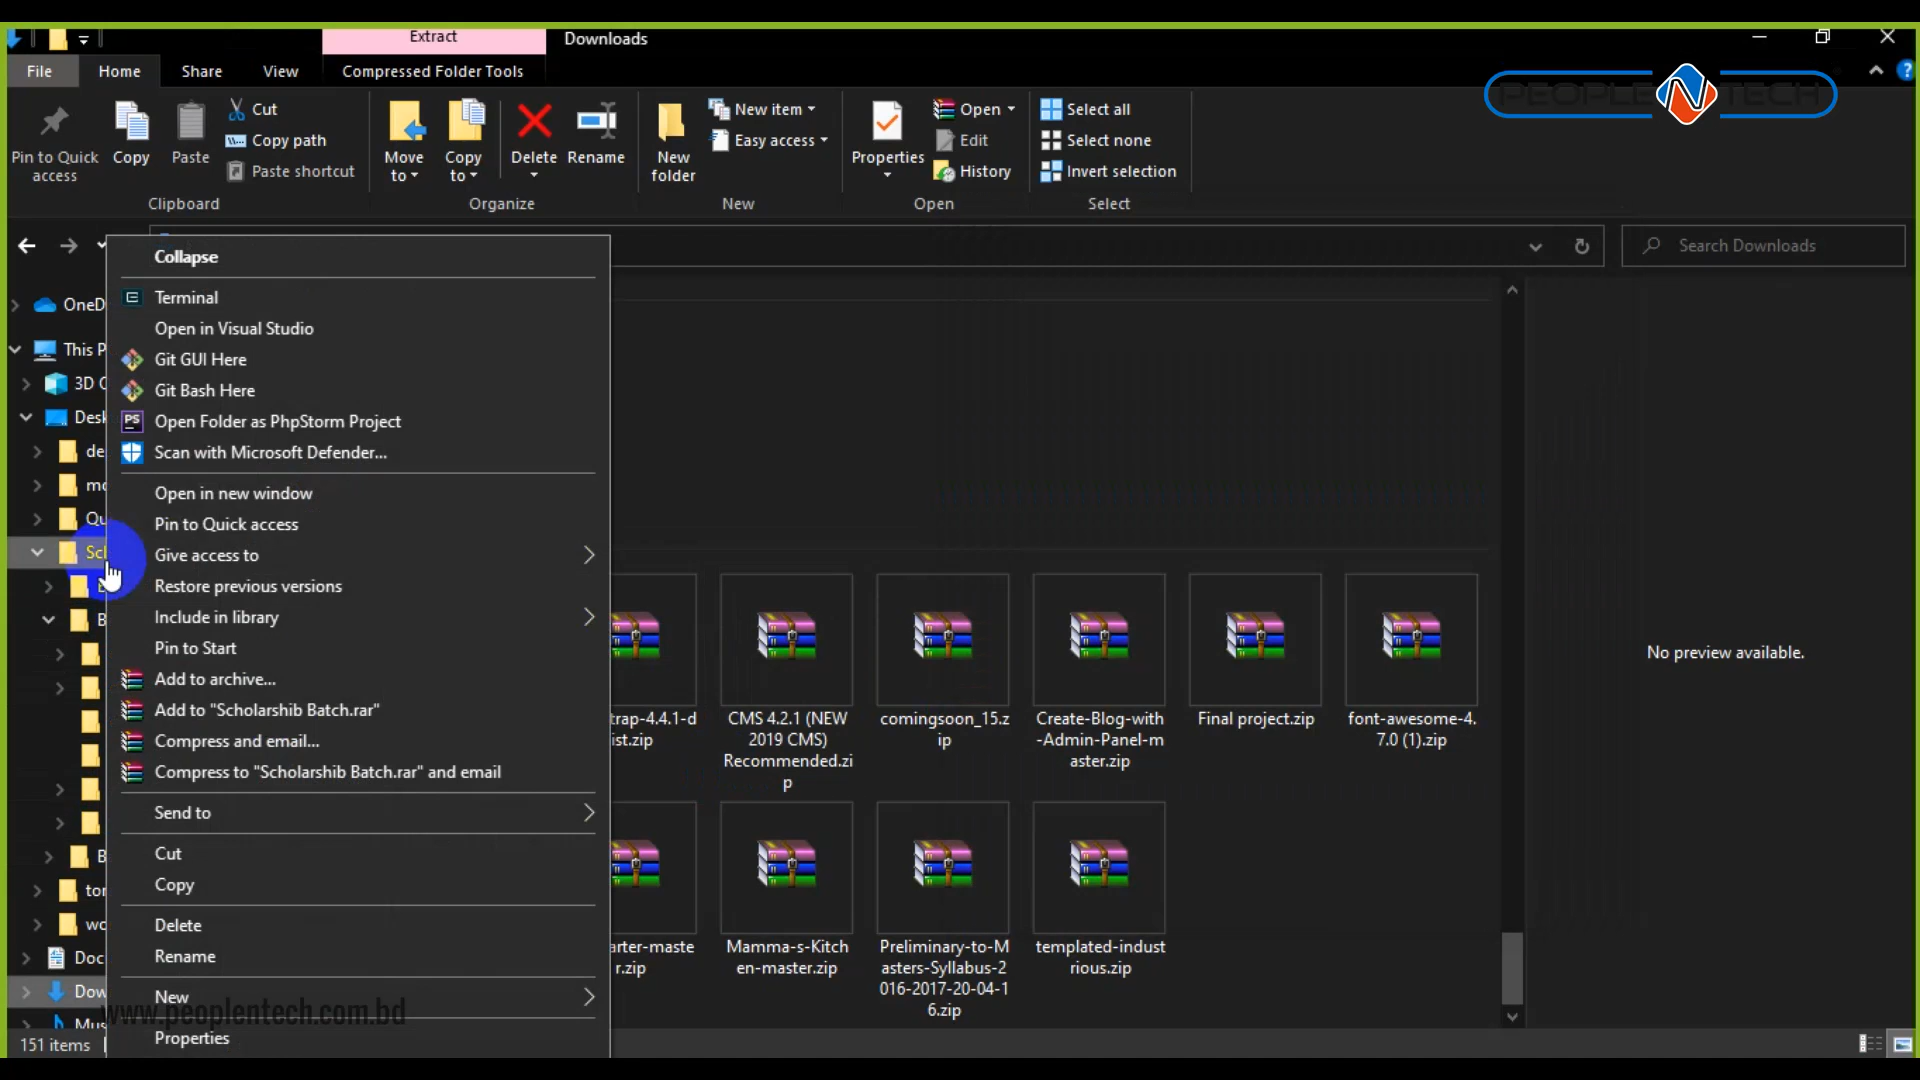 Extract
Downloads
File
Home
Share
View
Compressed Folder Tools
PEOPLE N TECH
Pin to Quick
access
Copy
Paste
Cut
Copy path
Paste shortcut
Clipboard
Move
to
Copy
to
Delete
Rename
Organize
New
folder
New item
Easy access
New
Properties
Open
Edit
History
Open
Select all
Select none
Invert selection
Select
Search Downloads
OneD
This P
3D
Desk
de
Qu
B
B
Doc
Dow
151 items
Collapse
Terminal
Open in Visual Studio
Git GUI Here
Git Bash Here
PS
Open Folder as PhpStorm Project
Scan with Microsoft Defender...
Open in new window
Pin to Quick access
Give access to
Restore previous versions
Include in library
Pin to Start
Add to archive...
Add to "Scholarshib Batch.rar"
Compress and email...
Compress to "Scholarshib Batch.rar" and email
Send to
Cut
Copy
Delete
Rename
New
www.peoplentech.com.bd
Properties
trap-4.4.1-d
ist.zip
CMS 4.2.1 (NEW
2019 CMS)
Recommended.zi
p
comingsoon_15.z
ip
Create-Blog-with
-Admin-Panel-m
aster.zip
Final project.zip
font-awesome-4.
7.0 (1).zip
arter-maste
r.zip
Mamma-s-Kitch
en-master.zip
Preliminary-to-M
asters-Syllabus-2
016-2017-20-04-1
6.zip
templated-indust
rious.zip
No preview available.